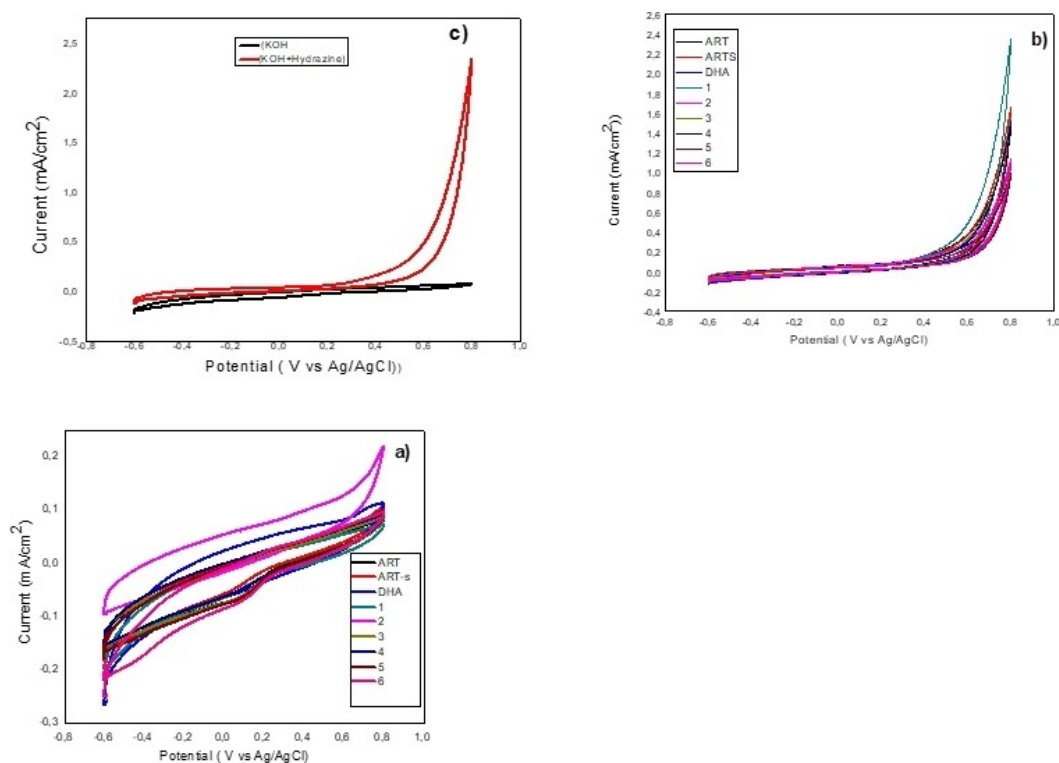 c)
(KOH
(KOH+Hydrazine)
2,5
2,0
1,5
1,0
0,5
0,0
-0,5
-0,8 -0,6 -0,4 -0,2 0,0 0,2 0,4 0,6 0,8 1,0
Current (mA/cm2)
Potential ( V vs Ag/AgCl))
b)
ART
ARTS
DHA
1
2
3
4
5
6
2,6
2,4
2,2
2,0
1,8
1,6
1,4
1,2
1,0
0,8
0,6
0,4
0,2
0,0
-0,2
-0,4
-0,8 -0,6 -0,4 -0,2 0,0 0,2 0,4 0,6 0,8 1,0
Current (mA/cm2))
Potential ( V vs Ag/AgCl)
a)
ART
ART-s
DHA
1
2
3
4
5
6
0,2
0,1
0,0
-0,1
-0,2
-0,3
-0,8 -0,6 -0,4 -0,2 0,0 0,2 0,4 0,6 0,8 1,0
Current (mA/cm2)
Potential ( V vs Ag/AgCl)